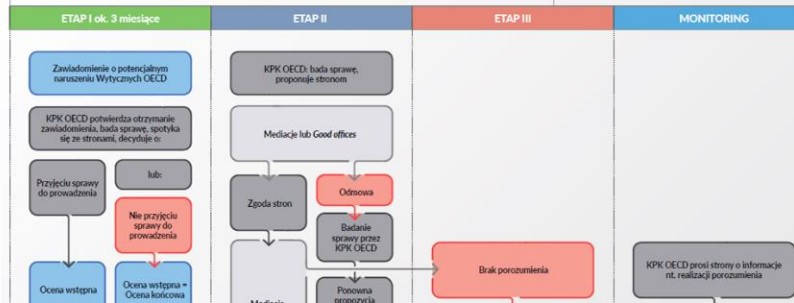 ETAP I ok. 3 miesiące
ETAP II
ETAP III
MONITORING
Zawiadomienie o potencjalnym
naruszeniu Wytycznych OECD
KPK OECD potwierdza otrzymanie
zawiadomienia, bada sprawę, spotyka
się ze stronami, decyduje o:
Przyjęciu sprawy
do prowadzenia
lub:
Nie przyjęciu
sprawy do
prowadzenia
Ocena wstępna
Ocena wstępna =
Ocena końcowa
KPK OECD: bada sprawę,
proponuje stronom
Mediacje lub Good offices
Zgoda stron
Odmowa
Badanie
sprawy przez
KPK OECD
Mediacje
Ponowna
propozycja
Brak porozumienia
KPK OECD prosi strony o informacje
nt. realizacji porozumienia